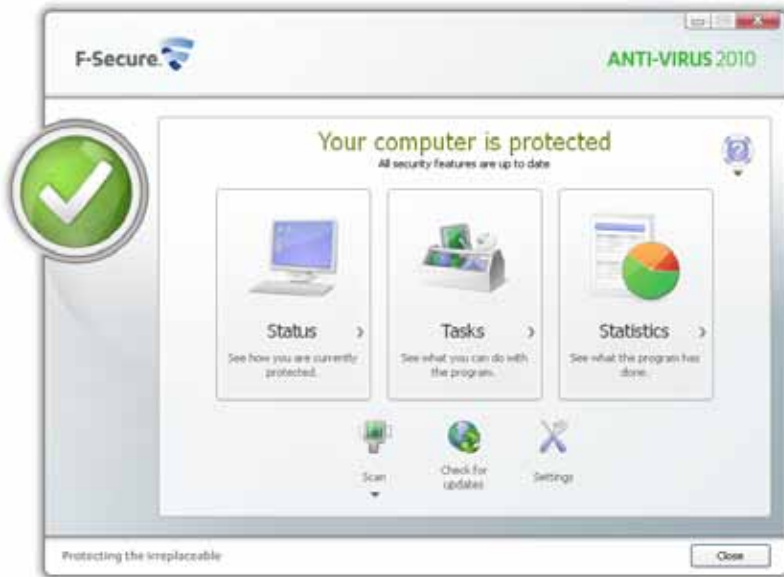 F-Secure.
ANTI-VIRUS 2010
Your computer is protected
All security features are up to date
Status
See how you are currently
protected.
Tasks
See what you can do with
the program.
Statistics
See what the program has
done.
Scan
Check for
updates
Settings
Protecting the irreplaceable
Close